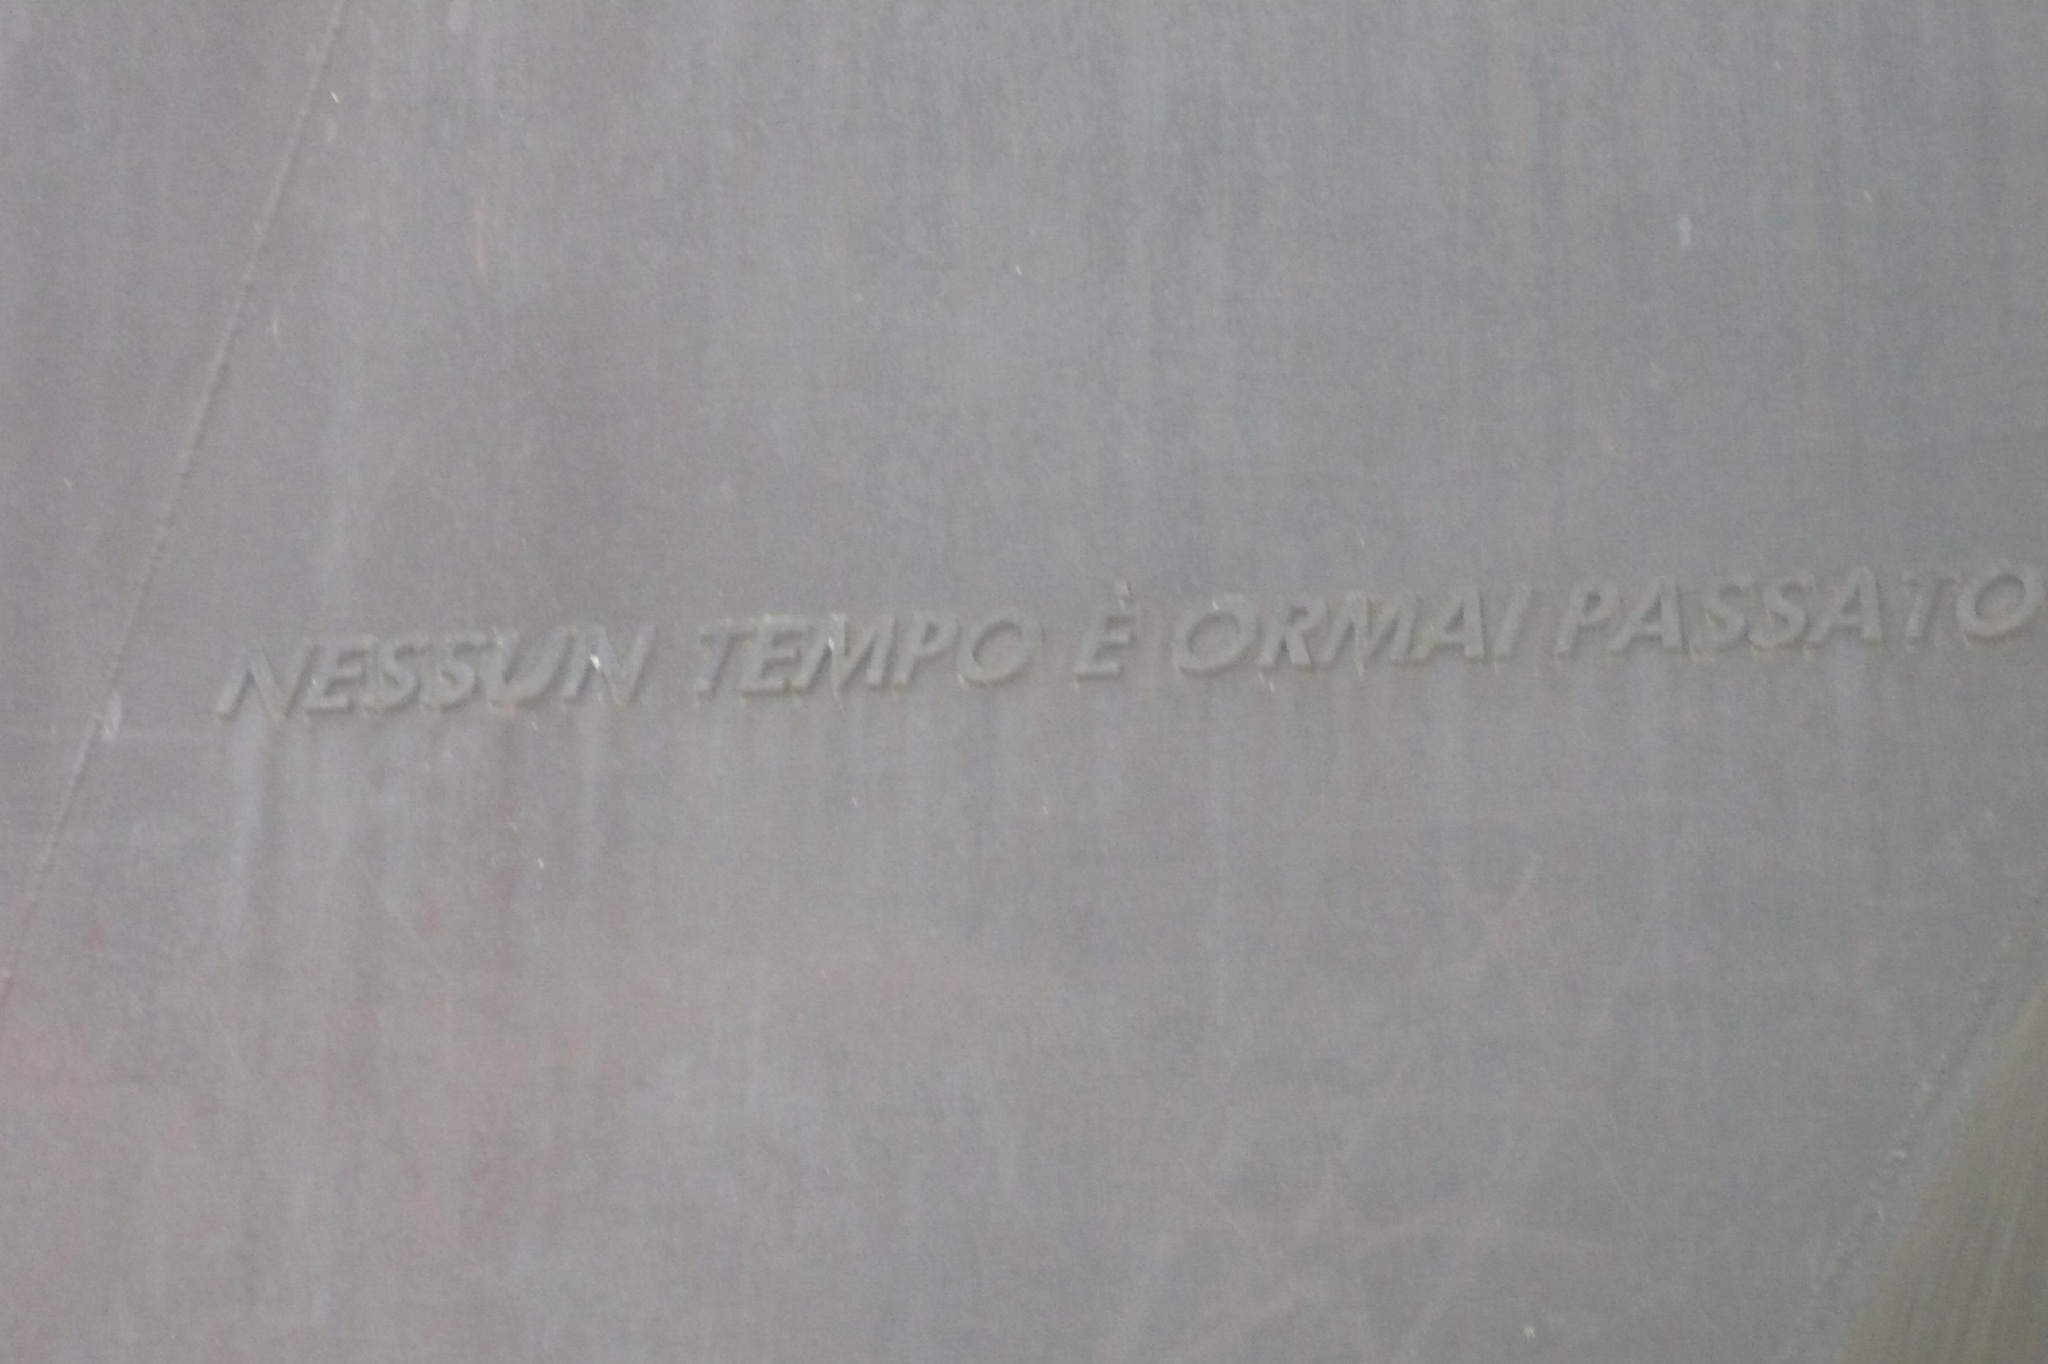 NESSUN TEMPO È ORMAI PASSATO